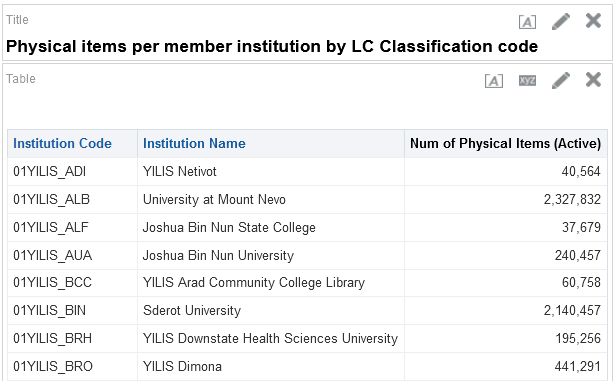 Title
[A]
Physical items per member institution by LC Classification code
Table
[A] xyz
Institution Code Institution Name Num of Physical Items (Active)
01YILIS_ADI YILIS Netivot 40,564
01YILIS_ALB University at Mount Nevo 2,327,832
01YILIS_ALF Joshua Bin Nun State College 37,679
01YILIS_AUA Joshua Bin Nun University 240,457
01YILIS_BCC YILIS Arad Community College Library 60,758
01YILIS_BIN Sderot University 2,140,457
01YILIS_BRH YILIS Downstate Health Sciences University 195,256
01YILIS_BRO YILIS Dimona 441,291